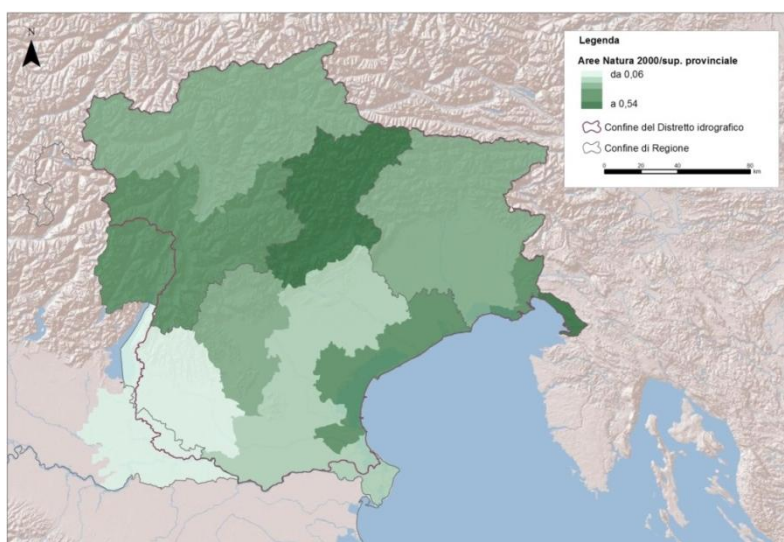 N
Legenda
Aree Natura 2000/sup. provinciale
da 0,06
a 0,54
Confine del Distretto idrografico
Confine di Regione
0 20 40 80
km